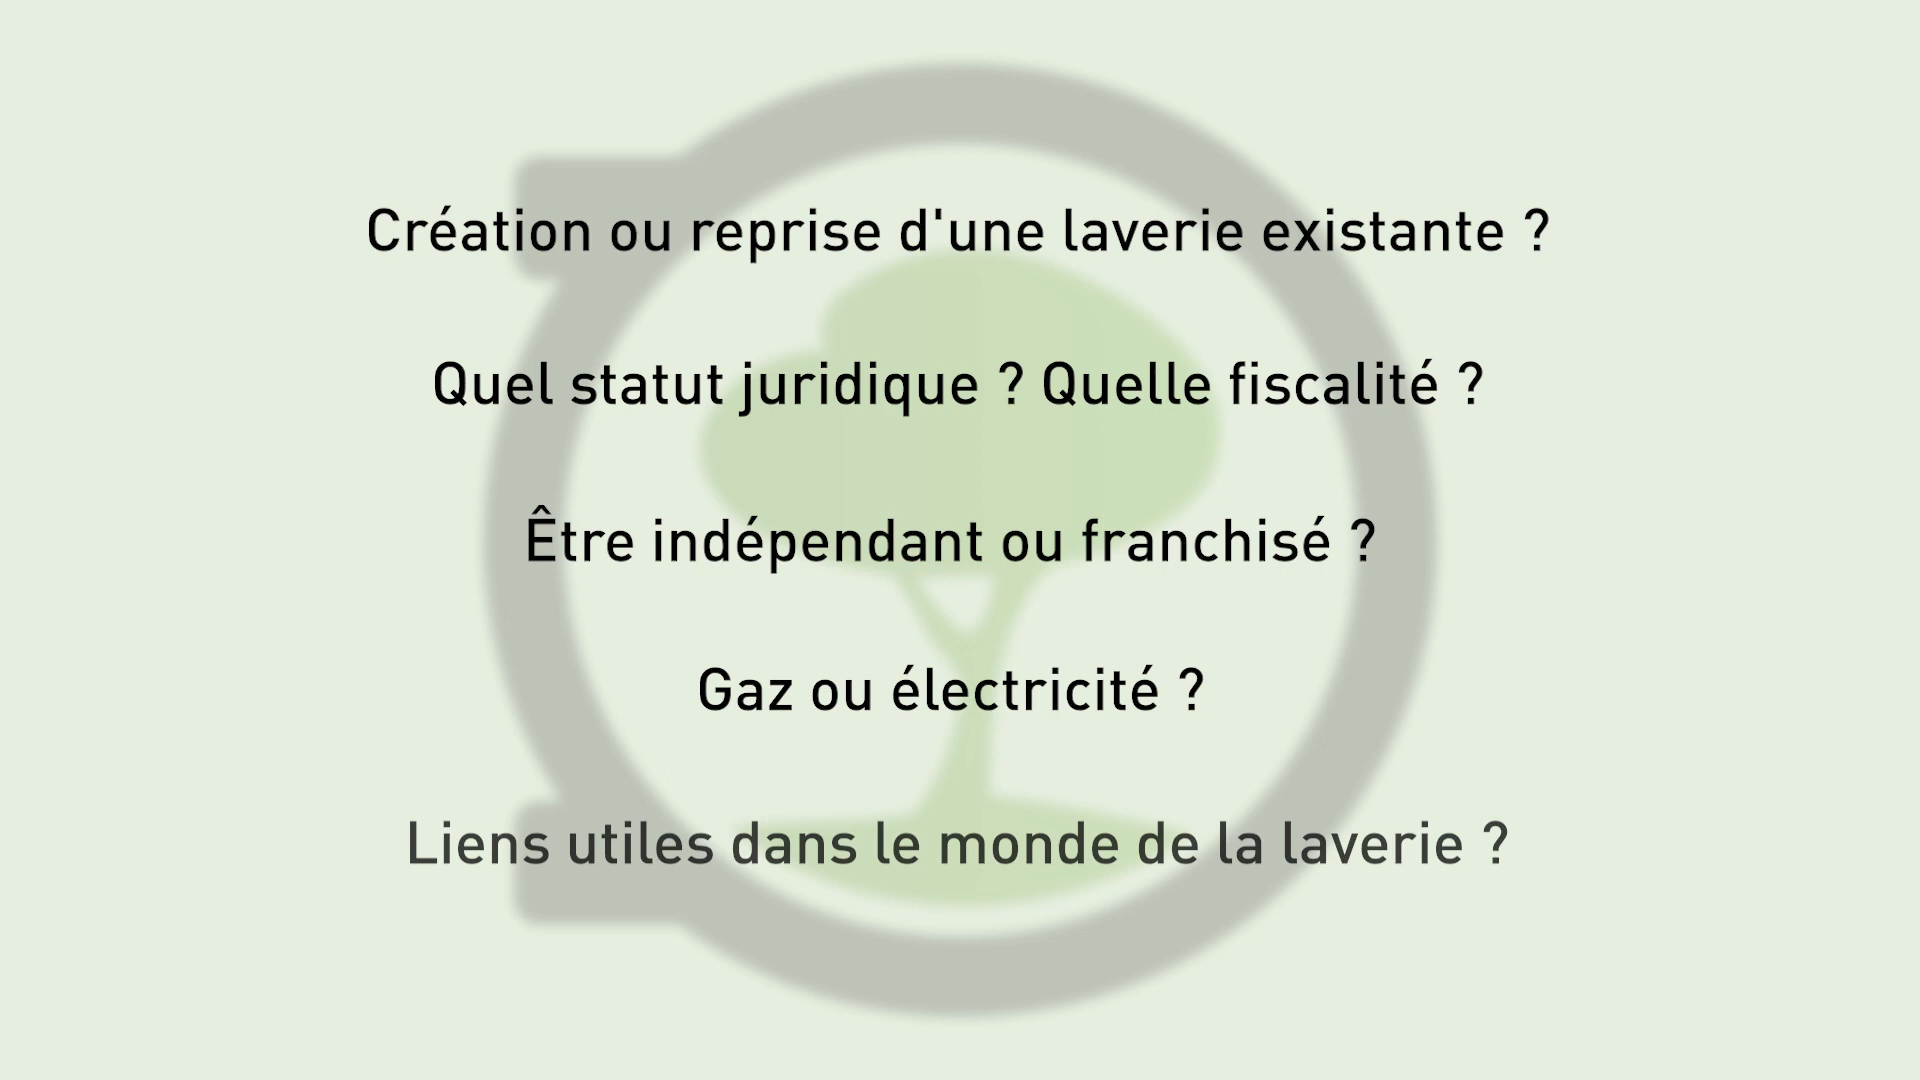 Création ou reprise d'une laverie existante ?
Quel statut juridique ? Quelle fiscalité ?
Être indépendant ou franchisé ?
Gaz ou électricité ?
Liens utiles dans le monde de la laverie ?